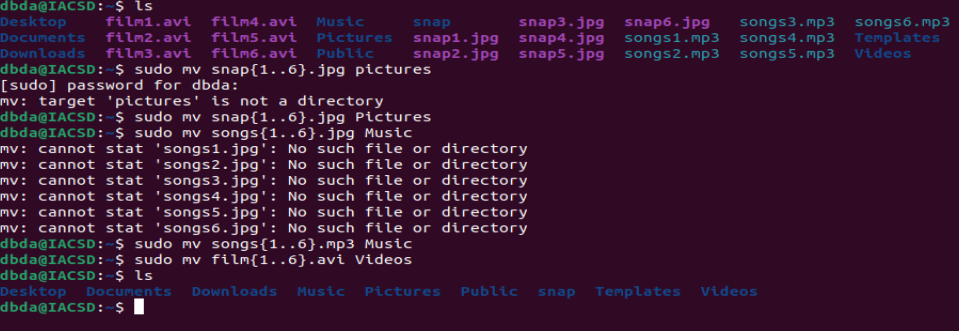 dbda@IACSD:~$ ls
Desktop film1.avi film4.avi Music snap snap3.jpg snap6.jpg songs3.mp3 songs6.mp3
Documents film2.avi film5.avi Pictures snap1.jpg snap4.jpg songs1.mp3 songs4.mp3 Templates
Downloads film3.avi film6.avi Public snap2.jpg snap5.jpg songs2.mp3 songs5.mp3 Videos
dbda@IACSD:~$ sudo mv snap{1..6}.jpg pictures
[sudo] password for dbda:
mv: target 'pictures' is not a directory
dbda@IACSD:~$ sudo mv snap{1..6}.jpg Pictures
dbda@IACSD:~$ sudo mv songs{1..6}.jpg Music
mv: cannot stat 'songs1.jpg': No such file or directory
mv: cannot stat 'songs2.jpg': No such file or directory
mv: cannot stat 'songs3.jpg': No such file or directory
mv: cannot stat 'songs4.jpg': No such file or directory
mv: cannot stat 'songs5.jpg': No such file or directory
mv: cannot stat 'songs6.jpg': No such file or directory
dbda@IACSD:~$ sudo mv songs{1..6}.mp3 Music
dbda@IACSD:~$ sudo mv film{1..6}.avi Videos
dbda@IACSD:~$ ls
Desktop Documents Downloads Music Pictures Public snap Templates Videos
dbda@IACSD:~$